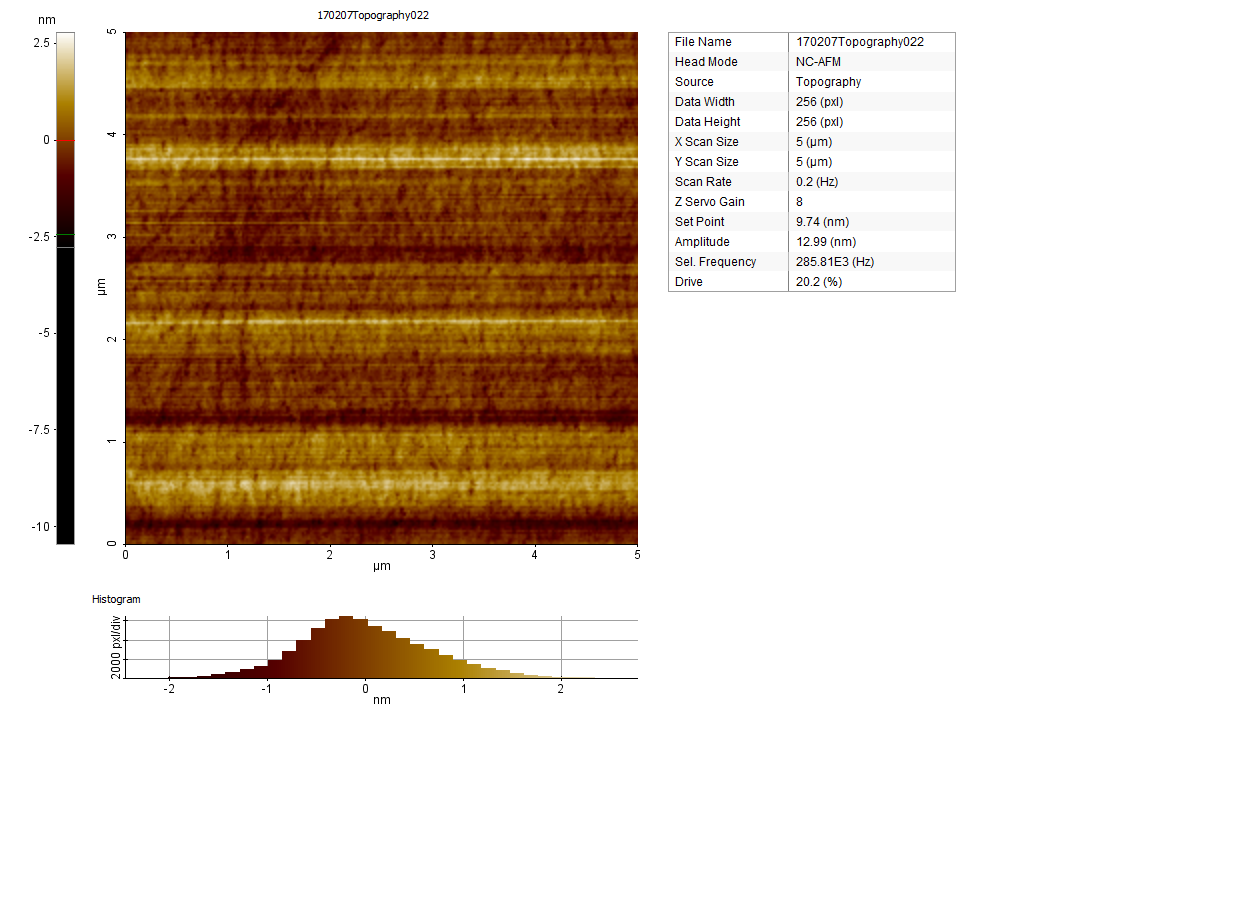 170207Topography022
nm
2.5
0
-2.5
-5
-7.5
-10
5
4
3
2
1
0
µm
0 1 2 3 4 5
µm
File Name 170207Topography022
Head Mode NC-AFM
Source Topography
Data Width 256 (pxl)
Data Height 256 (pxl)
X Scan Size 5 (µm)
Y Scan Size 5 (µm)
Scan Rate 0.2 (Hz)
Z Servo Gain 8
Set Point 9.74 (nm)
Amplitude 12.99 (nm)
Sel. Frequency 285.81E3 (Hz)
Drive 20.2 (%)
Histogram
2000 pxl/div
-2 -1 0 1 2
nm